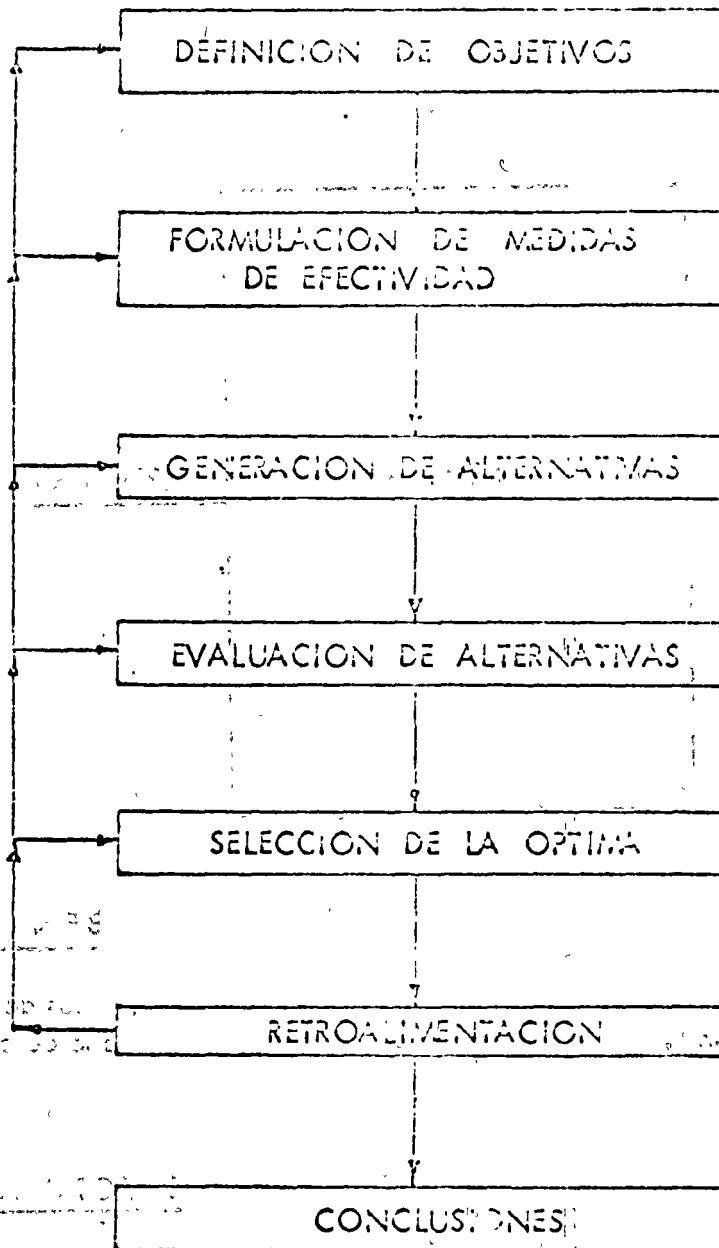 DEFINICION DE OBJETIVOS
FORMULACION DE MEDIDAS
DE EFECTIVIDAD
GENERACION DE ALTERNATIVAS
EVALUACION DE ALTERNATIVAS
SELECCION DE LA OPTIMA
RETROALIMENTACION
CONCLUSIONES